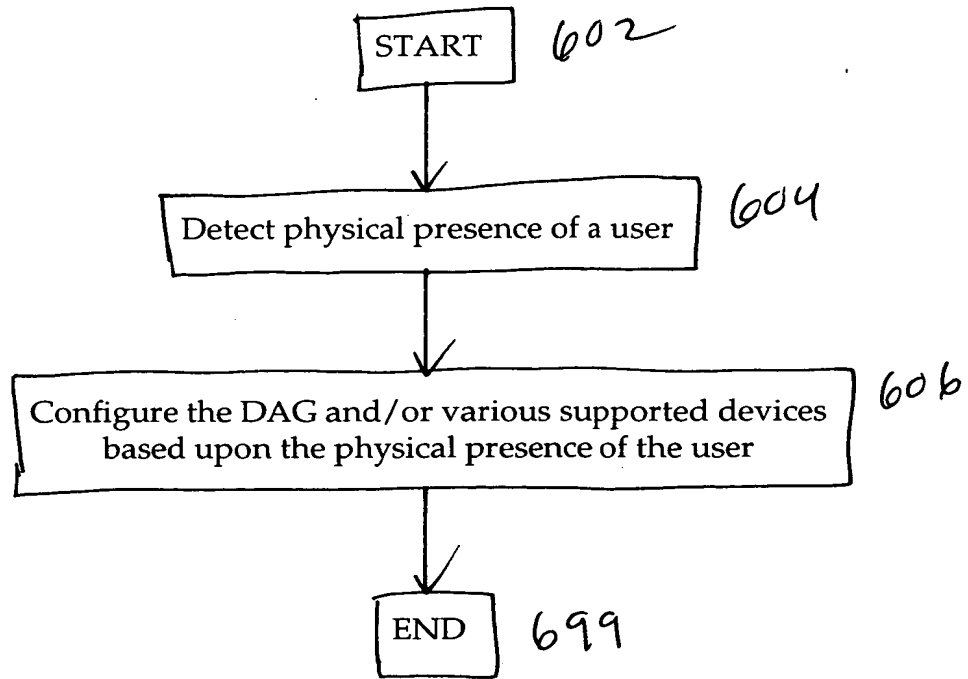 START 602
Detect physical presence of a user 604
Configure the DAG and/or various supported devices 606
based upon the physical presence of the user
END 699